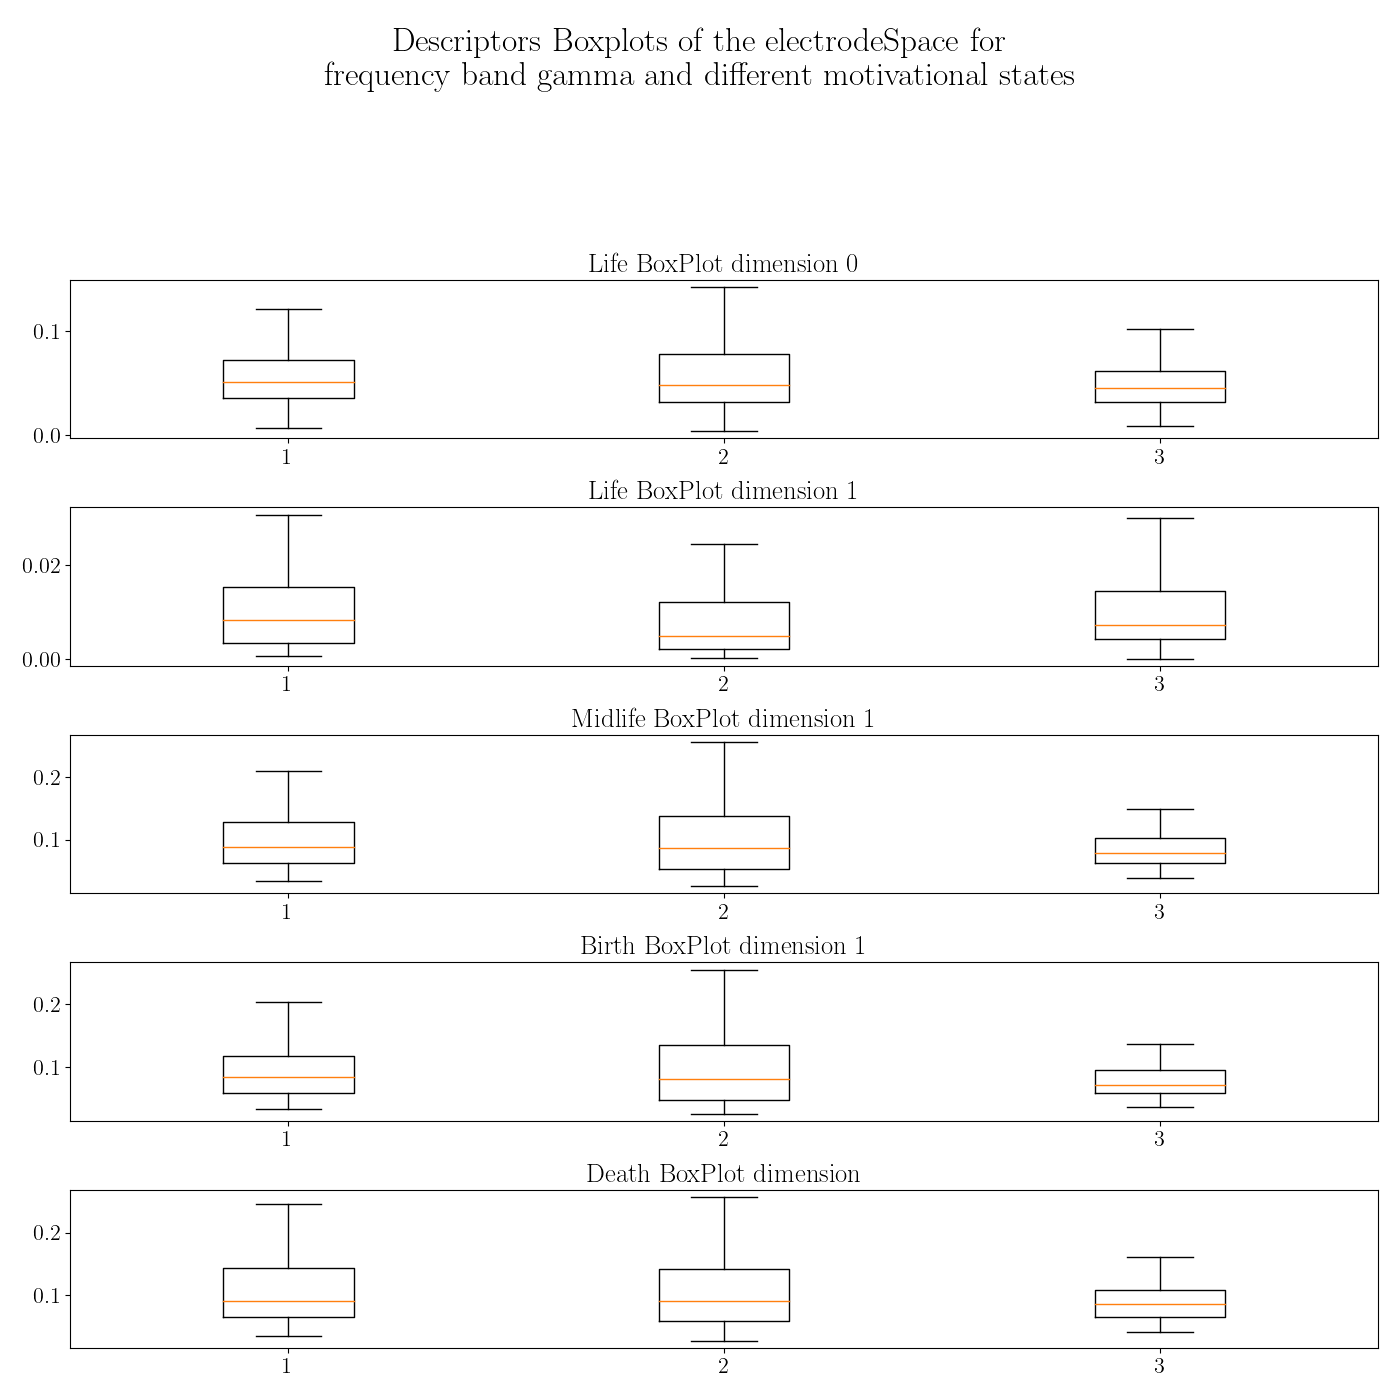 Descriptors Boxplots of the electrodeSpace for
frequency band gamma and different motivational states
Life BoxPlot dimension 0
0.1
0.0
1 2 3
Life BoxPlot dimension 1
0.02
0.00
1 2 3
Midlife BoxPlot dimension 1
0.2
0.1
1 2 3
Birth BoxPlot dimension 1
0.2
0.1
1 2 3
Death BoxPlot dimension
0.2
0.1
1 2 3